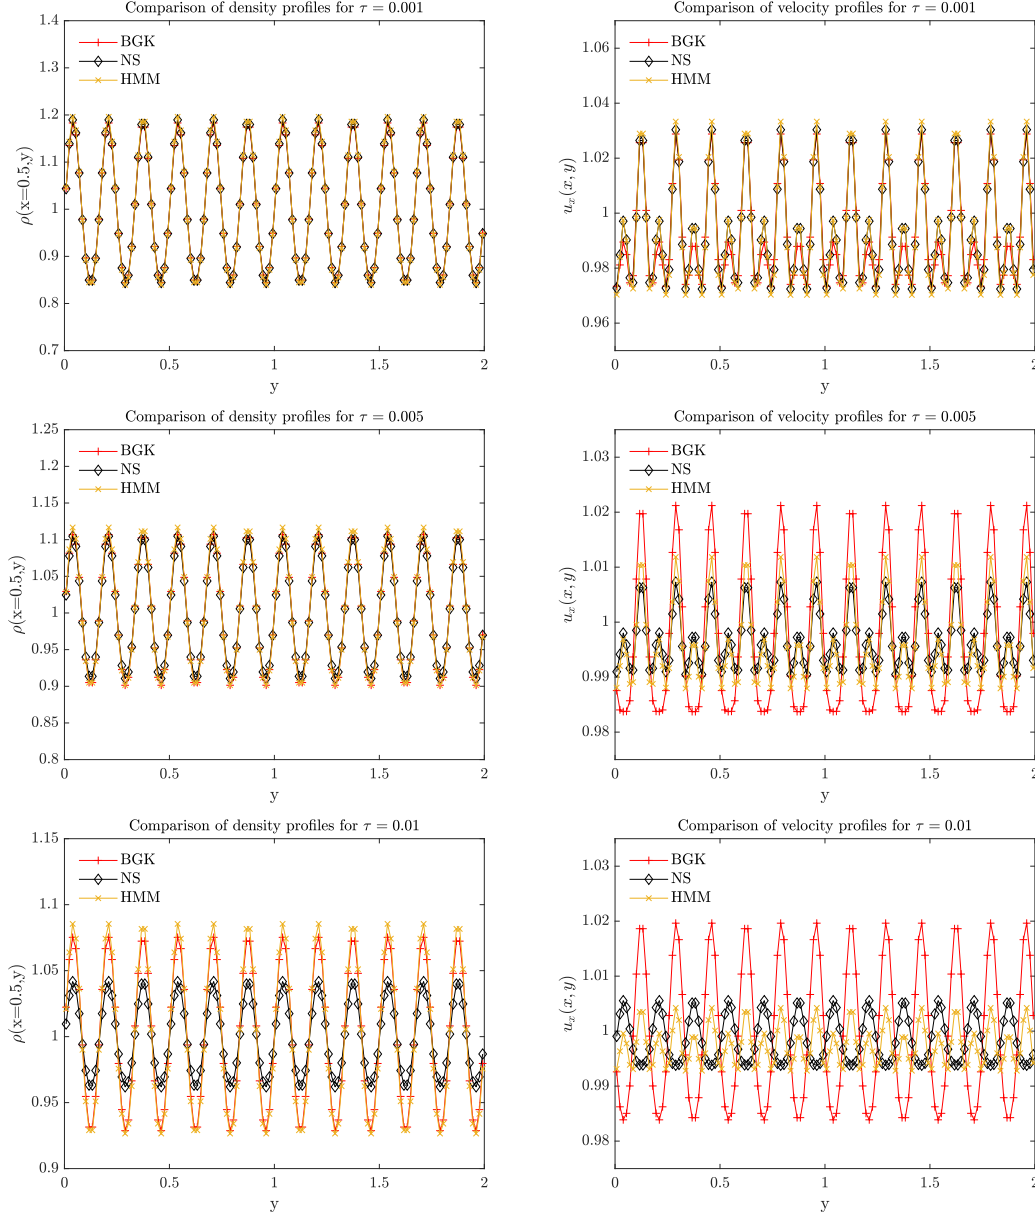 Comparison of density profiles for τ = 0.001
1.4
1.3
1.2
1.1
1
0.9
0.8
0.7
ρ(x=0.5,y)
BGK
NS
HMM
0 0.5 1 1.5 2
y
Comparison of velocity profiles for τ = 0.001
1.06
1.04
1.02
1
0.98
0.96
u_x(x, y)
BGK
NS
HMM
0 0.5 1 1.5 2
y
Comparison of density profiles for τ = 0.005
1.25
1.2
1.15
1.1
1.05
1
0.95
0.9
0.85
0.8
ρ(x=0.5,y)
BGK
NS
HMM
0 0.5 1 1.5 2
y
Comparison of velocity profiles for τ = 0.005
1.03
1.02
1.01
1
0.99
0.98
u_x(x, y)
BGK
NS
HMM
0 0.5 1 1.5 2
y
Comparison of density profiles for τ = 0.01
1.15
1.1
1.05
1
0.95
0.9
ρ(x=0.5,y)
BGK
NS
HMM
0 0.5 1 1.5 2
y
Comparison of velocity profiles for τ = 0.01
1.03
1.02
1.01
1
0.99
0.98
u_x(x, y)
BGK
NS
HMM
0 0.5 1 1.5 2
y